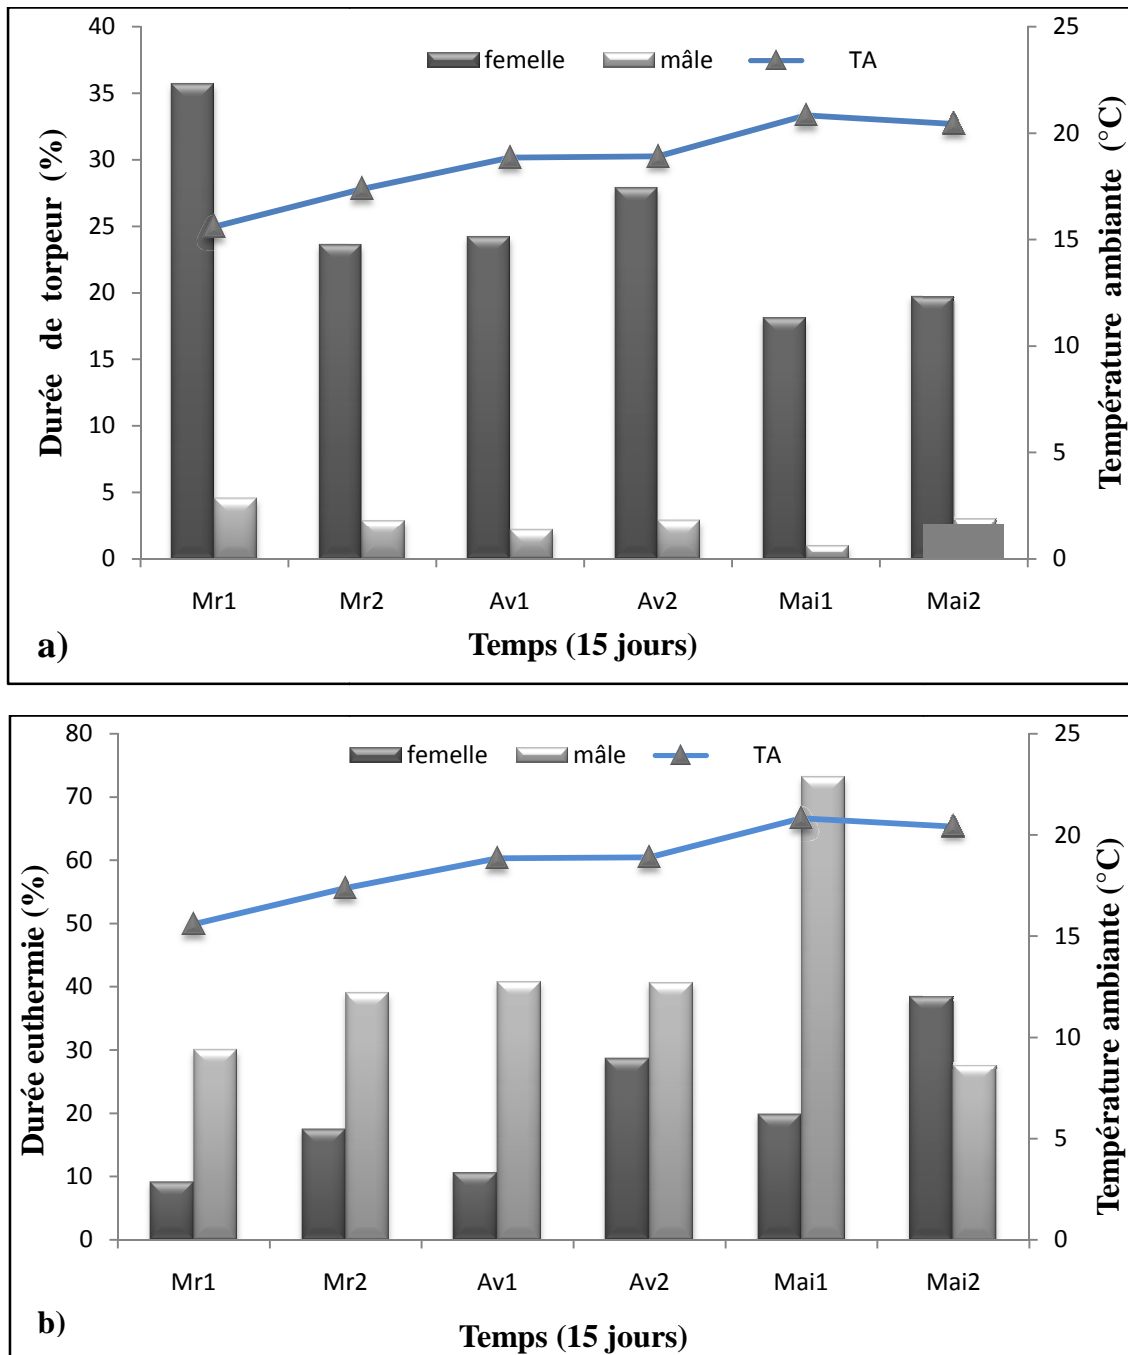 femelle mâle TA
Durée de torpeur (%)
40
35
30
25
20
15
10
5
0
25
20
15
10
5
0
Température ambiante (°C)
Mr1 Mr2 Av1 Av2 Mai1 Mai2
a)
Temps (15 jours)
femelle mâle TA
Durée euthermie (%)
80
70
60
50
40
30
20
10
0
25
20
15
10
5
0
Température ambiante (°C)
Mr1 Mr2 Av1 Av2 Mai1 Mai2
b)
Temps (15 jours)